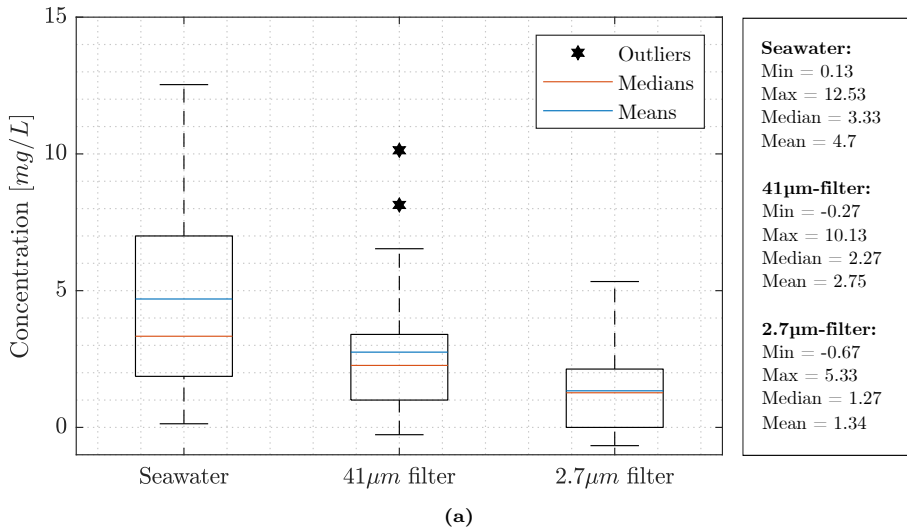 15
10
5
0
Concentration [mg/L]
Outliers
Medians
Means
Seawater
41μm filter
2.7μm filter
Seawater:
Min = 0.13
Max = 12.53
Median = 3.33
Mean = 4.7
41μm-filter:
Min = -0.27
Max = 10.13
Median = 2.27
Mean = 2.75
2.7μm-filter:
Min = -0.67
Max = 5.33
Median = 1.27
Mean = 1.34
(a)